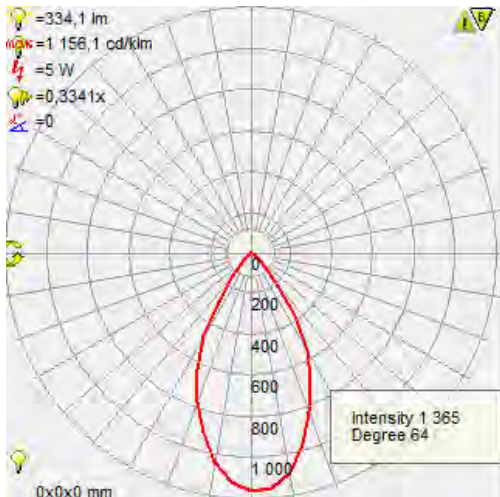 =334,1 lm
=1 156,1 cd/klm
=5 W
=0,3341x
=0
0
200
400
600
800
1 000
Intensity 1 365
Degree 64
0x0x0 mm